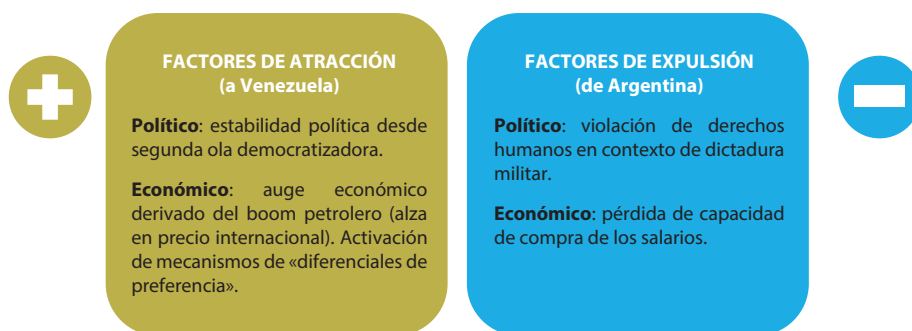 FACTORES DE ATRACCIÓN
(a Venezuela)
Político: estabilidad política desde
segunda ola democratizadora.
Económico: auge económico
derivado del boom petrolero (alza
en precio internacional). Activación
de mecanismos de «diferenciales de
preferencia».
FACTORES DE EXPULSIÓN
(de Argentina)
Político: violación de derechos
humanos en contexto de dictadura
militar.
Económico: pérdida de capacidad
de compra de los salarios.